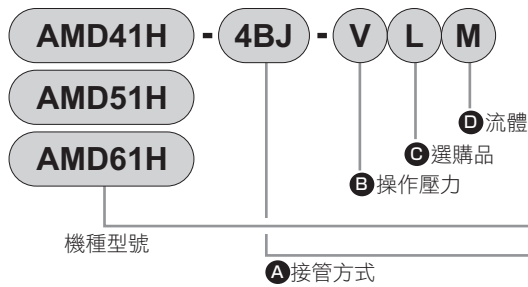 AMD41H - 4BJ - V L M
AMD51H
AMD61H
D流體
C選購品
B操作壓力
機種型號
A接管方式